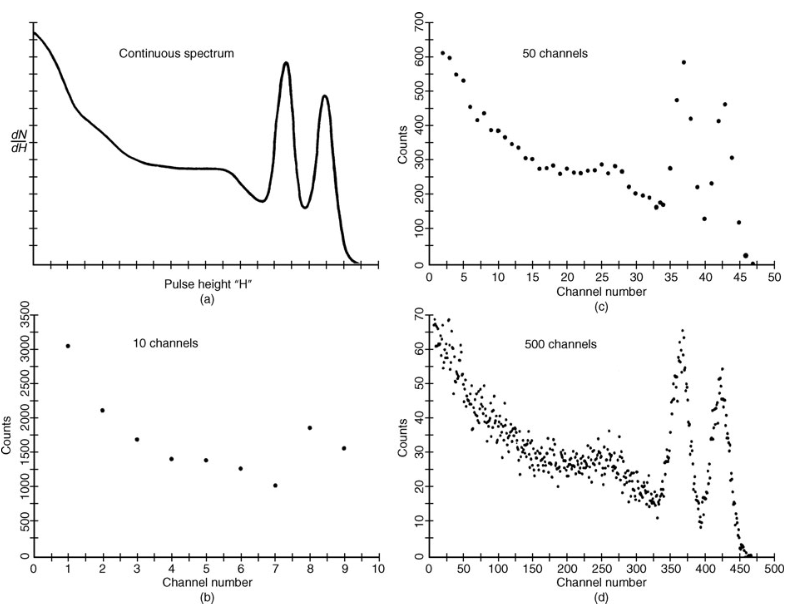 Continuous spectrum
dN
dH
Pulse height "H"
(a)
700
600
500
400
300
200
100
0
Counts
50 channels
0 5 10 15 20 25 30 35 40 45 50
Channel number
(c)
3500
3000
2500
2000
1500
1000
500
0
Counts
10 channels
0 1 2 3 4 5 6 7 8 9 10
Channel number
(b)
70
60
50
40
30
20
10
0
Counts
500 channels
0 50 100 150 200 250 300 350 400 450 500
Channel number
(d)